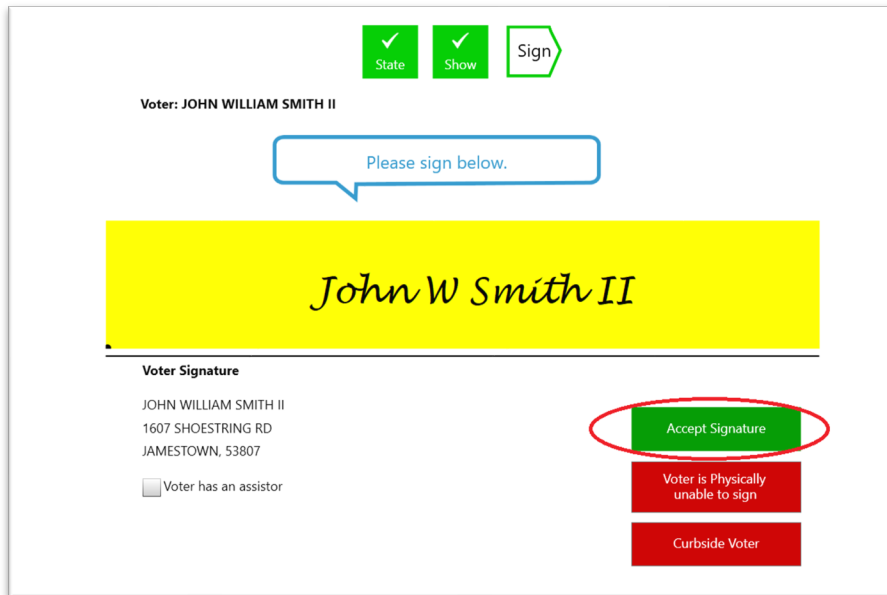 State
Show
Sign
Voter: JOHN WILLIAM SMITH II
Please sign below.
John W Smith II
Voter Signature
JOHN WILLIAM SMITH II
1607 SHOESTRING RD
JAMESTOWN, 53807
Voter has an assistor
Accept Signature
Voter is Physically
unable to sign
Curbside Voter